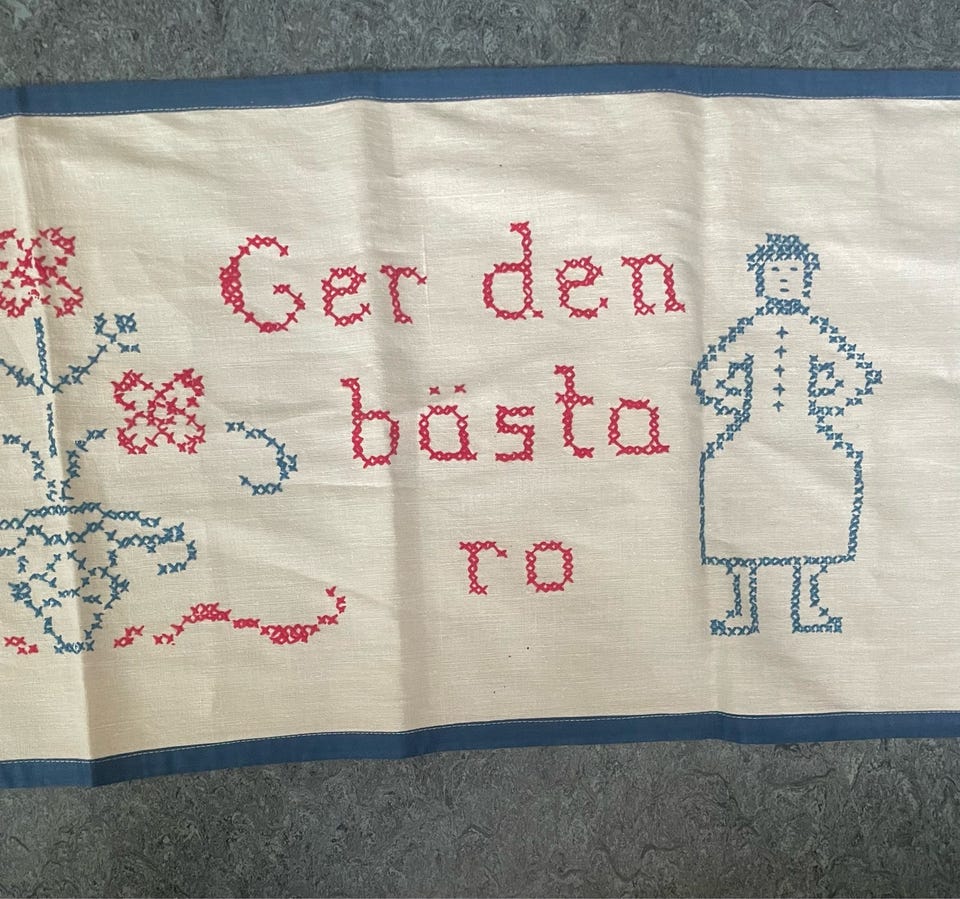 Ger den
bästa
ro